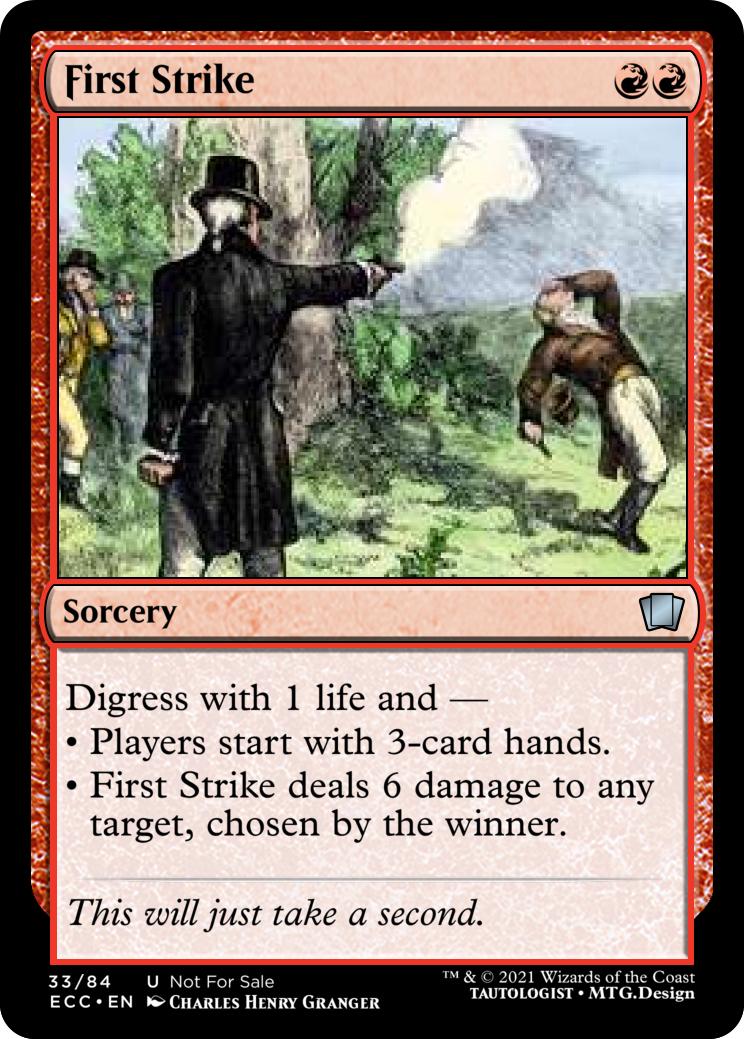 First Strike
Sorcery
Digress with 1 life and —
• Players start with 3-card hands.
• First Strike deals 6 damage to any
target, chosen by the winner.
This will just take a second.
33/84 U Not For Sale
ECC • EN Charles Henry Granger
™ & © 2021 Wizards of the Coast
TAUTOLOGIST • MTG.Design